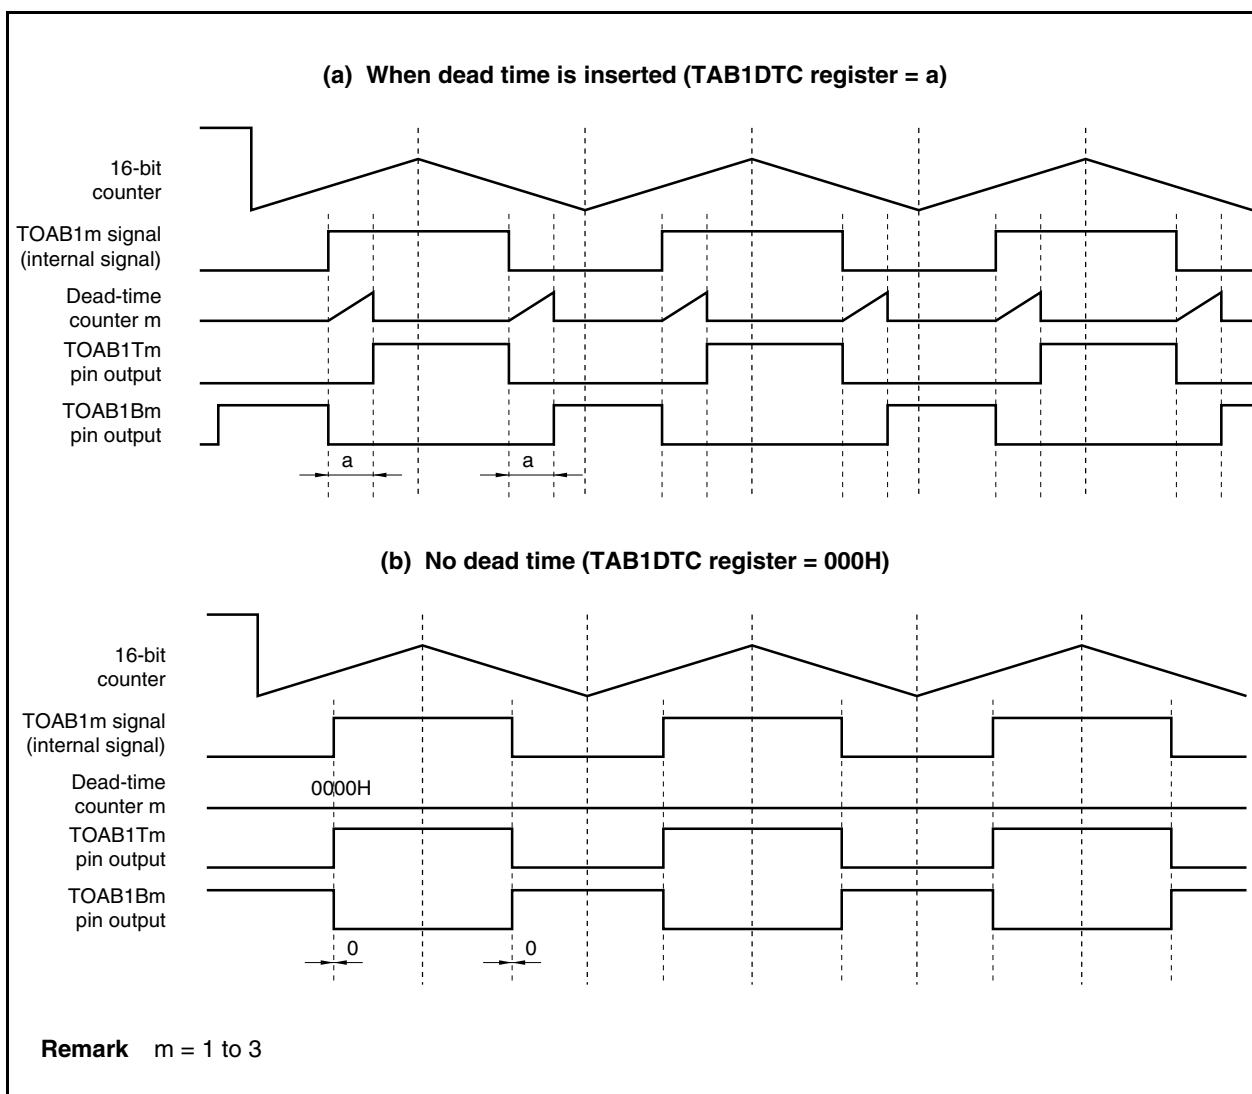 (a) When dead time is inserted (TAB1DTC register = a)
16-bit
counter
TOAB1m signal
(internal signal)
Dead-time
counter m
TOAB1Tm
pin output
TOAB1Bm
pin output
a
a
(b) No dead time (TAB1DTC register = 000H)
16-bit
counter
TOAB1m signal
(internal signal)
Dead-time
counter m
0000H
TOAB1Tm
pin output
TOAB1Bm
pin output
0
0
Remark m = 1 to 3